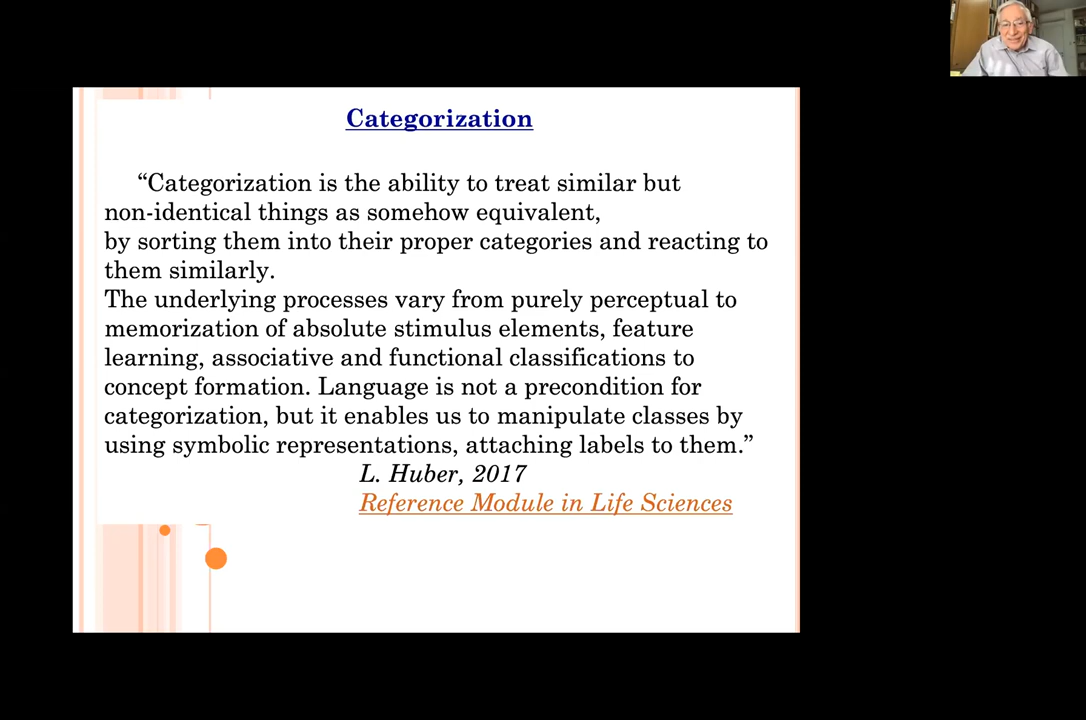 Categorization
“Categorization is the ability to treat similar but
non-identical things as somehow equivalent,
by sorting them into their proper categories and reacting to
them similarly.
The underlying processes vary from purely perceptual to
memorization of absolute stimulus elements, feature
learning, associative and functional classifications to
concept formation. Language is not a precondition for
categorization, but it enables us to manipulate classes by
using symbolic representations, attaching labels to them.”
L. Huber, 2017
Reference Module in Life Sciences